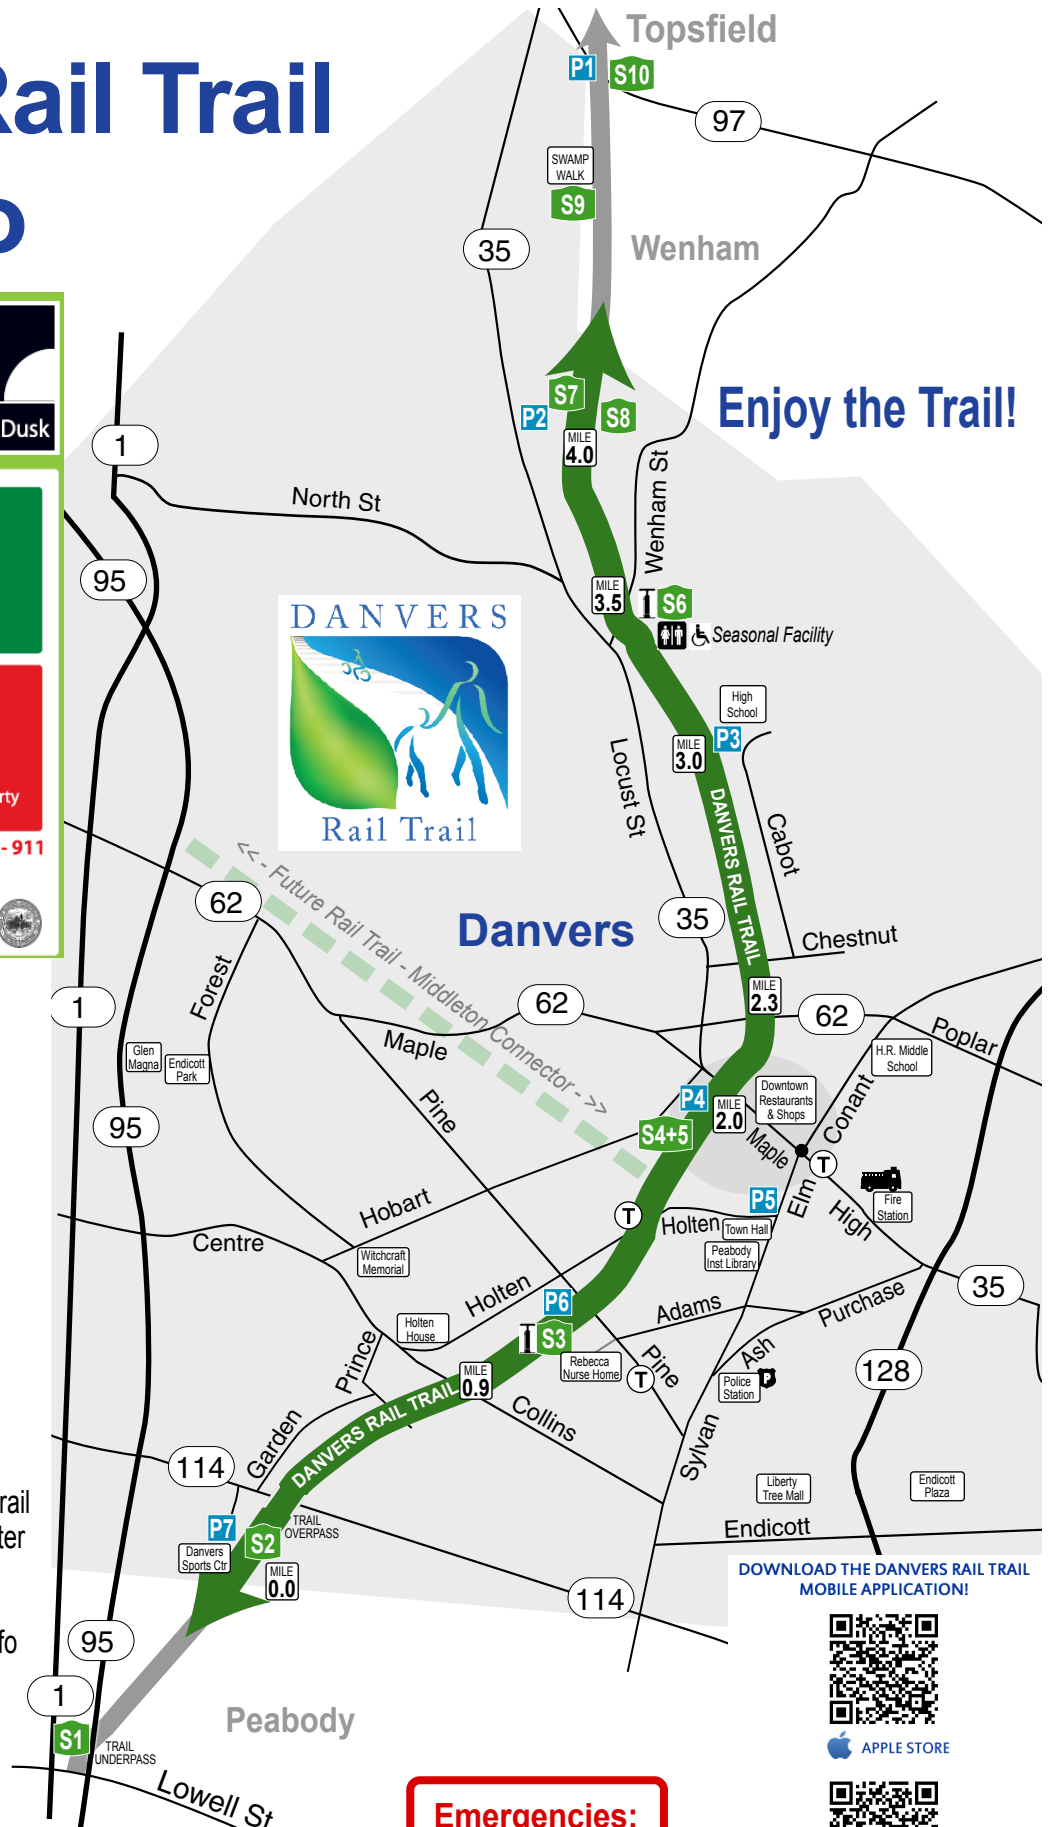 Rail Trail
Topsfield
P1
S10
97
SWAMP
WALK
S9
35
Wenham
Enjoy the Trail!
S7
P2
S8
MILE
4.0
Dusk
1
North St
Wenham St
95
MILE
3.5
S6
Seasonal Facility
DANVERS
Rail Trail
High
School
P3
MILE
3.0
Locust St
DANVERS RAIL TRAIL
Cabot
rty
- 911
<< - Future Rail Trail - Middleton Connector - >>
62
Danvers
35
Chestnut
Forest
1
MILE
2.3
62
62
Poplar
Maple
Glen
Magna
Endicott
Park
H.R. Middle
School
Pine
P4
MILE
2.0
Downtown
Restaurants
& Shops
Conant
95
S4+5
Maple
T
Fire
Station
Hobart
P5
Elm
High
T
Holten
Town Hall
Centre
Witchcraft
Memorial
Peabody
Inst Library
35
Holten
P6
Adams
Purchase
Holten
House
S3
Prince
Rebecca
Nurse Home
Pine
Ash
T
Police
Station
P
128
MILE
0.9
DANVERS RAIL TRAIL
Collins
Garden
Sylvan
114
Liberty
Tree Mall
Endicott
Plaza
rail
ter
P7
TRAIL
OVERPASS
S2
Endicott
Danvers
Sports Ctr
MILE
0.0
114
DOWNLOAD THE DANVERS RAIL TRAIL
MOBILE APPLICATION!
fo
95
1
Peabody
S1
TRAIL
UNDERPASS
APPLE STORE
Lowell St
Emergencies: